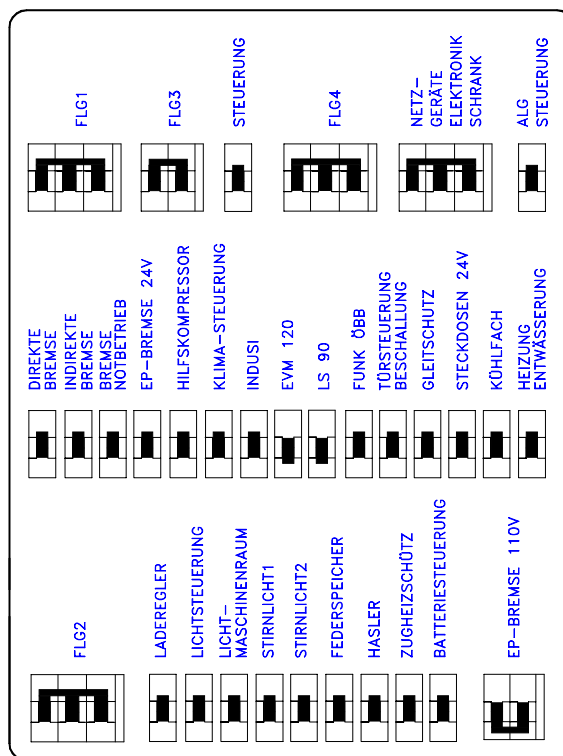 FLG1
FLG3
STEUERUNG
FLG4
NETZ-
GERÄTE
ELEKTRONIK
SCHRANK
ALG
STEUERUNG
DIREKTE
BREMSE
INDIREKTE
BREMSE
BREMSE
NOTBETRIEB
EP-BREMSE 24V
HILFSKOMPRESSOR
KLIMA-STEUERUNG
INDUSI
EVM 120
LS 90
FUNK ÖBB
TÜRSTEUERUNG
BESCHALLUNG
GLEITSCHUTZ
STECKDOSEN 24V
KÜHLFACH
HEIZUNG
ENTWÄSSERUNG
FLG2
LADEREGLER
LICHTSTEUERUNG
LICHT-
MASCHINENRAUM
STIRNLICHT1
STIRNLICHT2
FEDERSPEICHER
HASLER
ZUGHEIZSCHÜTZ
BATTERIESTEUERUNG
EP-BREMSE 110V